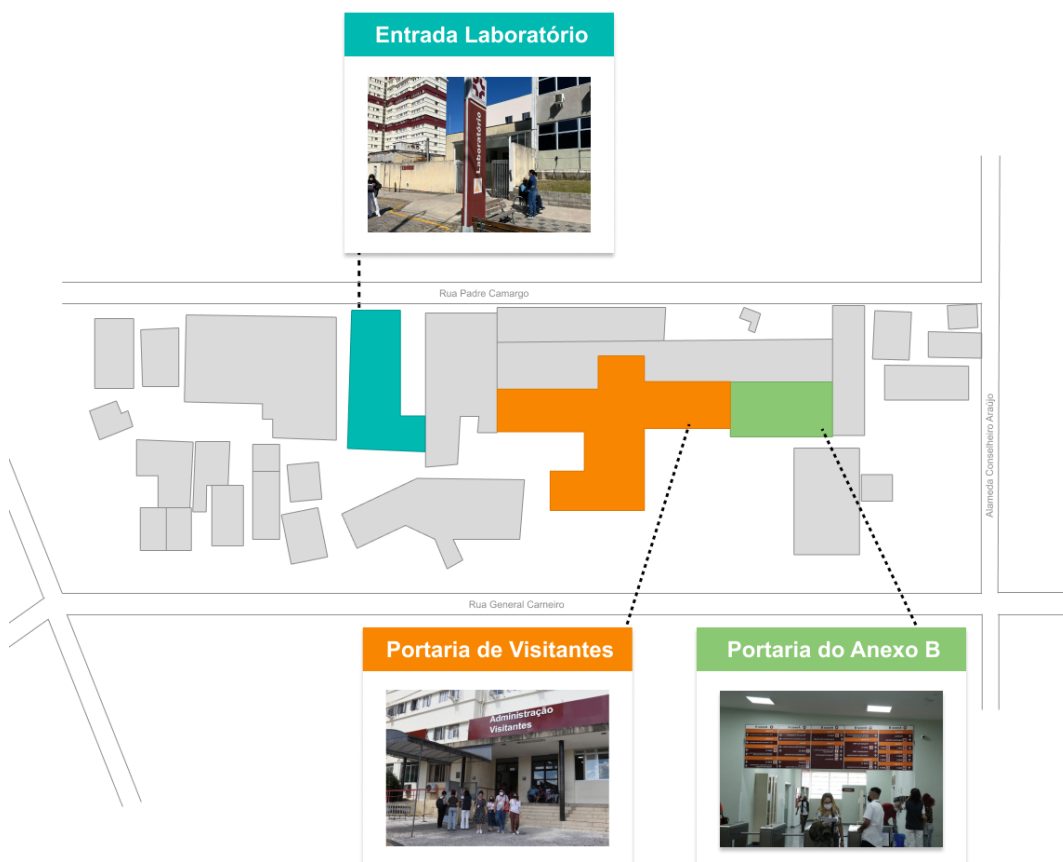 Entrada Laboratório
Laboratório
Rua Padre Camargo
Alameda Conselheiro Araújo
Rua General Carneiro
Portaria de Visitantes
Administração
Visitantes
Portaria do Anexo B